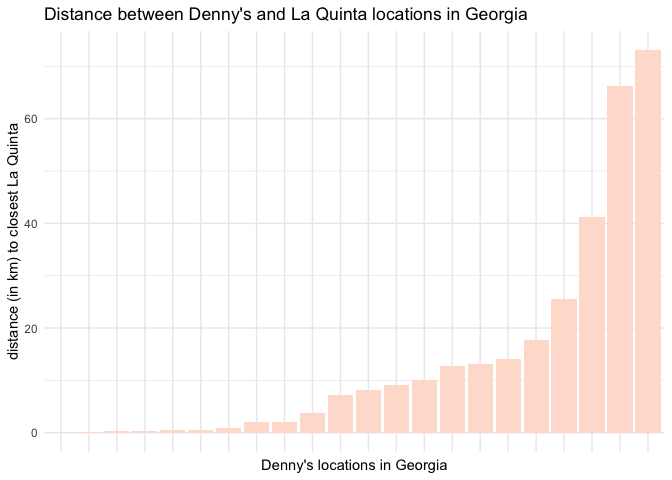 Distance between Denny's and La Quinta locations in Georgia
distance (in km) to closest La Quinta
60
40
20
0
Denny's locations in Georgia